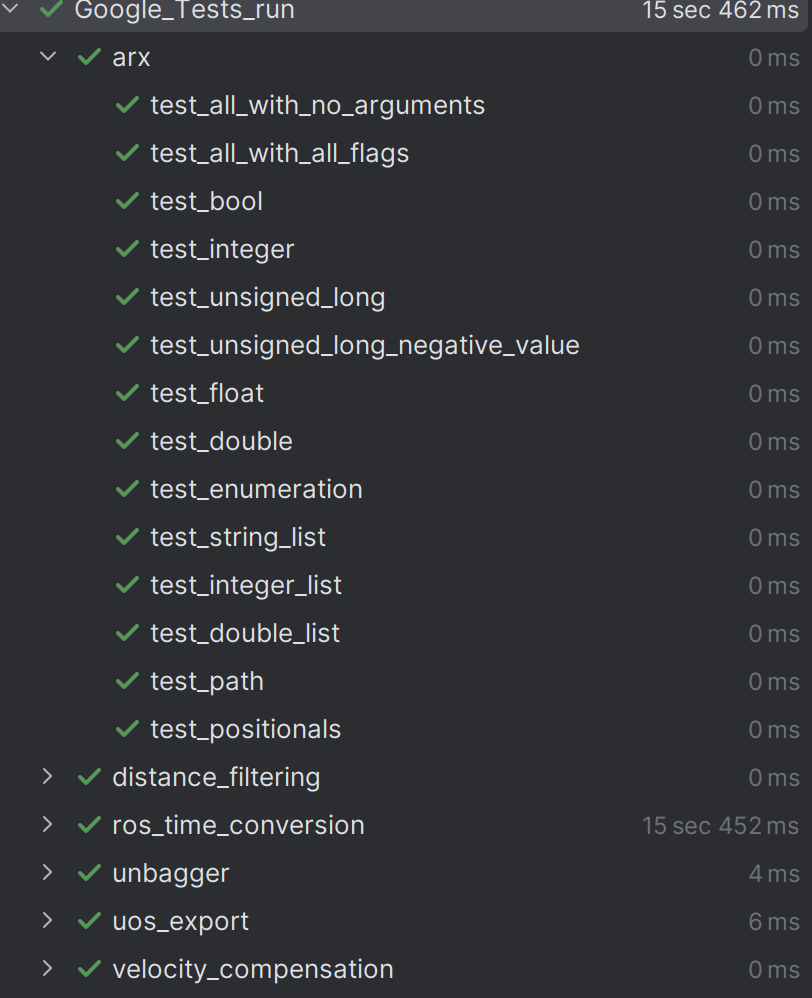 Google_Tests_run 15 sec 462 ms
arx 0 ms
test_all_with_no_arguments 0 ms
test_all_with_all_flags 0 ms
test_bool 0 ms
test_integer 0 ms
test_unsigned_long 0 ms
test_unsigned_long_negative_value 0 ms
test_float 0 ms
test_double 0 ms
test_enumeration 0 ms
test_string_list 0 ms
test_integer_list 0 ms
test_double_list 0 ms
test_path 0 ms
test_positionals 0 ms
distance_filtering 0 ms
ros_time_conversion 15 sec 452 ms
unbagger 4 ms
uos_export 6 ms
velocity_compensation 0 ms